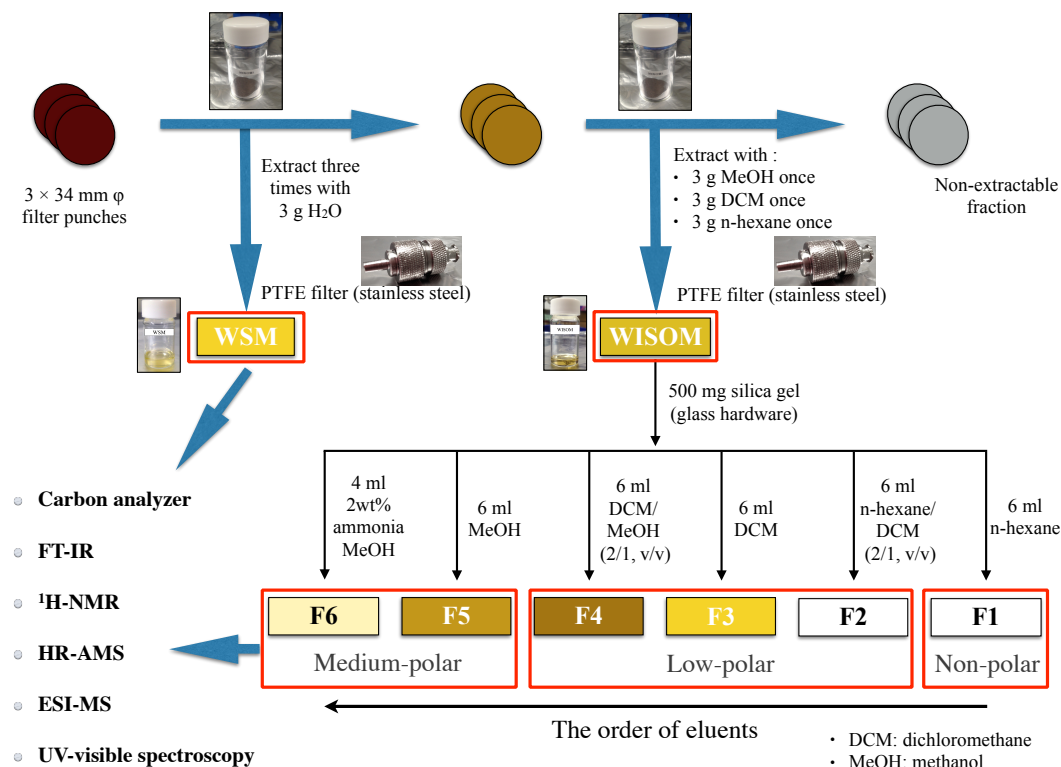 3 × 34 mm φ
filter punches
Extract three
times with
3 g H₂O
Extract with :
• 3 g MeOH once
• 3 g DCM once
• 3 g n-hexane once
Non-extractable
fraction
PTFE filter (stainless steel)
PTFE filter (stainless steel)
WSM
WSM
WISOM
WISOM
500 mg silica gel
(glass hardware)
4 ml
2wt%
ammonia
MeOH
6 ml
MeOH
6 ml
DCM/
MeOH
(2/1, v/v)
6 ml
DCM
6 ml
n-hexane/
DCM
(2/1, v/v)
6 ml
n-hexane
Carbon analyzer
FT-IR
¹H-NMR
HR-AMS
ESI-MS
UV-visible spectroscopy
F6
F5
F4
F3
F2
F1
Medium-polar
Low-polar
Non-polar
The order of eluents
• DCM: dichloromethane
• MeOH: methanol